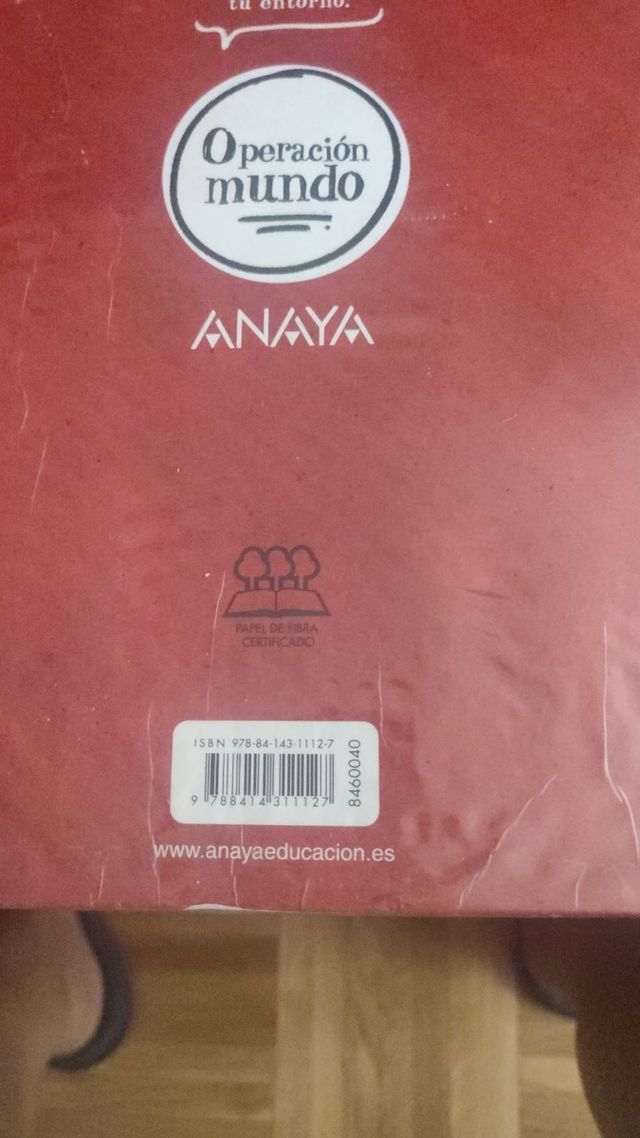 tu entorno.
Operación
mundo
ANAYA
PAPEL DE FIBRA
CERTIFICADO
ISBN 978-84-143-1112-7
9 788414 311127
8460040
www.anayaeducacion.es